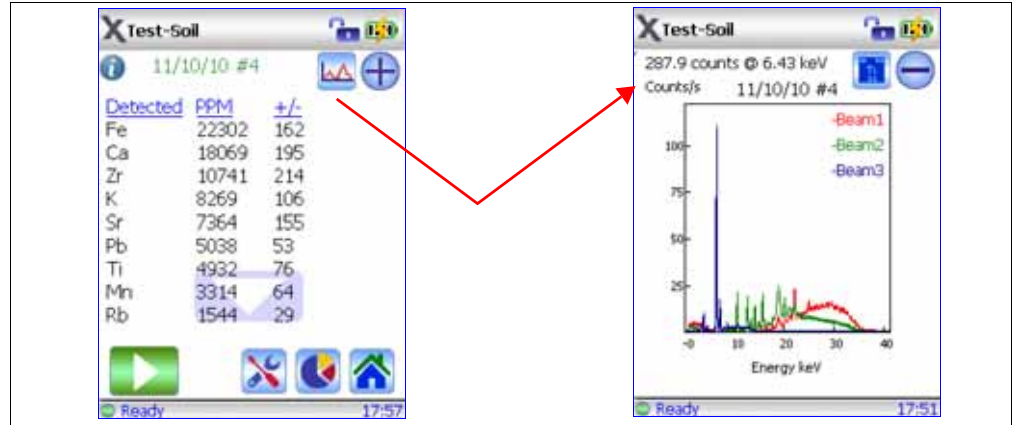 Test-Soil
11/10/10 #4
Detected PPM +/-
Fe 22302 162
Ca 18069 195
Zr 10741 214
K 8269 106
Sr 7364 155
Pb 5038 53
Ti 4932 76
Mn 3314 64
Rb 1544 29
Ready 17:57
Test-Soil
287.9 counts @ 6.43 keV
Counts/s 11/10/10 #4
-Beam1
-Beam2
-Beam3
100
75
50
25
-0 10 20 30 40
Energy keV
Ready 17:51